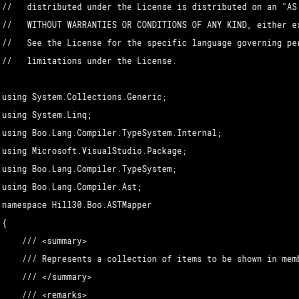 //   distributed under the License is distributed on an "AS
//   WITHOUT WARRANTIES OR CONDITIONS OF ANY KIND, either
//   See the License for the specific language governing
//   limitations under the License.

using System.Collections.Generic;
using System.Linq;
using Boo.Lang.Compiler.TypeSystem.Internal;
using Microsoft.VisualStudio.Package;
using Boo.Lang.Compiler.TypeSystem;
using Boo.Lang.Compiler.Ast;
namespace Hill30.Boo.ASTMapper
{
    /// <summary>
    /// Represents a collection of items to be shown in
    /// </summary>
    /// <remarks>